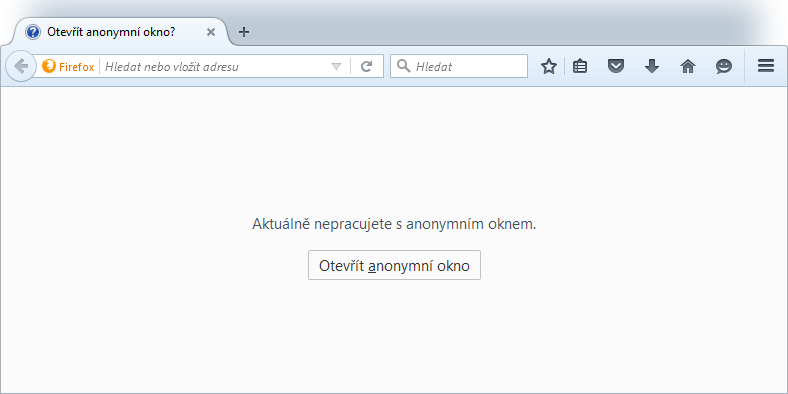 Otevřít anonymní okno?
Firefox
Hledat nebo vložit adresu
Hledat
Aktuálně nepracujete s anonymním oknem.
Otevřít anonymní okno